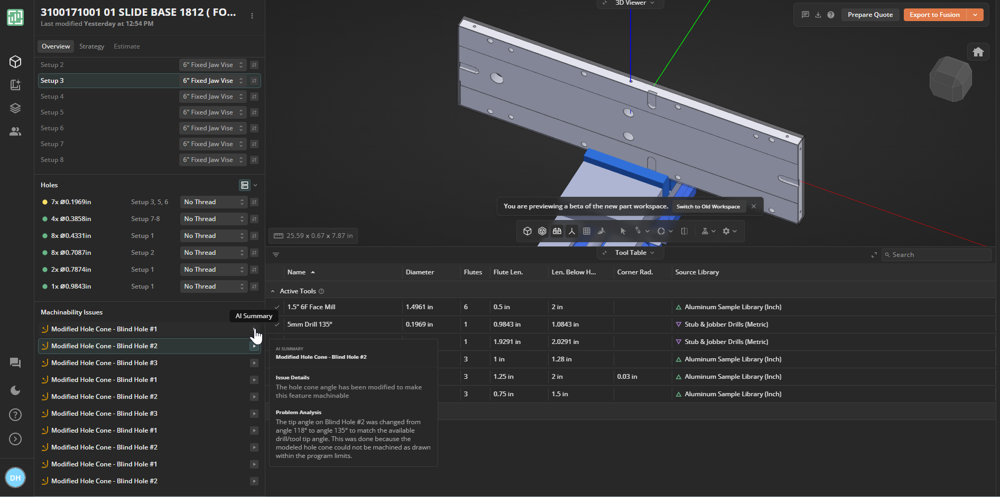 3100171001 01 SLIDE BASE 1812 ( FO...
Last modified Yesterday at 12:54 PM
Overview Strategy Estimate
Setup 2 6" Fixed Jaw Vise
Setup 3 6" Fixed Jaw Vise
Setup 4 6" Fixed Jaw Vise
Setup 5 6" Fixed Jaw Vise
Setup 6 6" Fixed Jaw Vise
Setup 7 6" Fixed Jaw Vise
Setup 8 6" Fixed Jaw Vise
Holes
7x Ø0.1969in Setup 3, 5, 6 No Thread
4x Ø0.3858in Setup 7-8 No Thread
8x Ø0.4331in Setup 1 No Thread
8x Ø0.7087in Setup 2 No Thread
2x Ø0.7874in Setup 1 No Thread
1x Ø0.9843in Setup 1 No Thread
Machinability Issues
AI Summary
Modified Hole Cone - Blind Hole #1
Modified Hole Cone - Blind Hole #2
Modified Hole Cone - Blind Hole #3
Modified Hole Cone - Blind Hole #1
Modified Hole Cone - Blind Hole #2
Modified Hole Cone - Blind Hole #3
Modified Hole Cone - Blind Hole #1
Modified Hole Cone - Blind Hole #2
Modified Hole Cone - Blind Hole #1
Modified Hole Cone - Blind Hole #2
DH
3D Viewer
Prepare Quote
Export to Fusion
You are previewing a beta of the new part workspace. Switch to Old Workspace
25.59 x 0.67 x 7.87 in
Tool Table
Search
Name Diameter Flutes Flute Len. Len. Below H... Corner Rad. Source Library
Active Tools
1.5" 6F Face Mill 1.4961 in 6 0.5 in 2 in Aluminum Sample Library (Inch)
5mm Drill 135° 0.1969 in 1 0.9843 in 1.0843 in Stub & Jobber Drills (Metric)
1 1.9291 in 2.0291 in Stub & Jobber Drills (Metric)
3 1 in 1.28 in Aluminum Sample Library (Inch)
3 1.25 in 2 in 0.03 in Aluminum Sample Library (Inch)
3 0.75 in 1.5 in Aluminum Sample Library (Inch)
AI SUMMARY
Modified Hole Cone - Blind Hole #2
Issue Details
The hole cone angle has been modified to make
this feature machinable
Problem Analysis
The tip angle on Blind Hole #2 was changed from
angle 118° to angle 135° to match the available
drill/tool tip angle. This was done because the
modeled hole cone could not be machined as drawn
within the program limits.